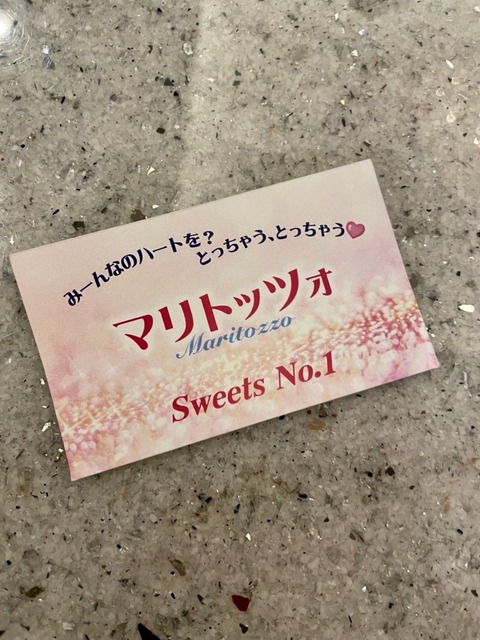 みーんなのハートを?
とっちゃう、とっちゃう
マリトッツォ
Maritozzo
Sweets No.1